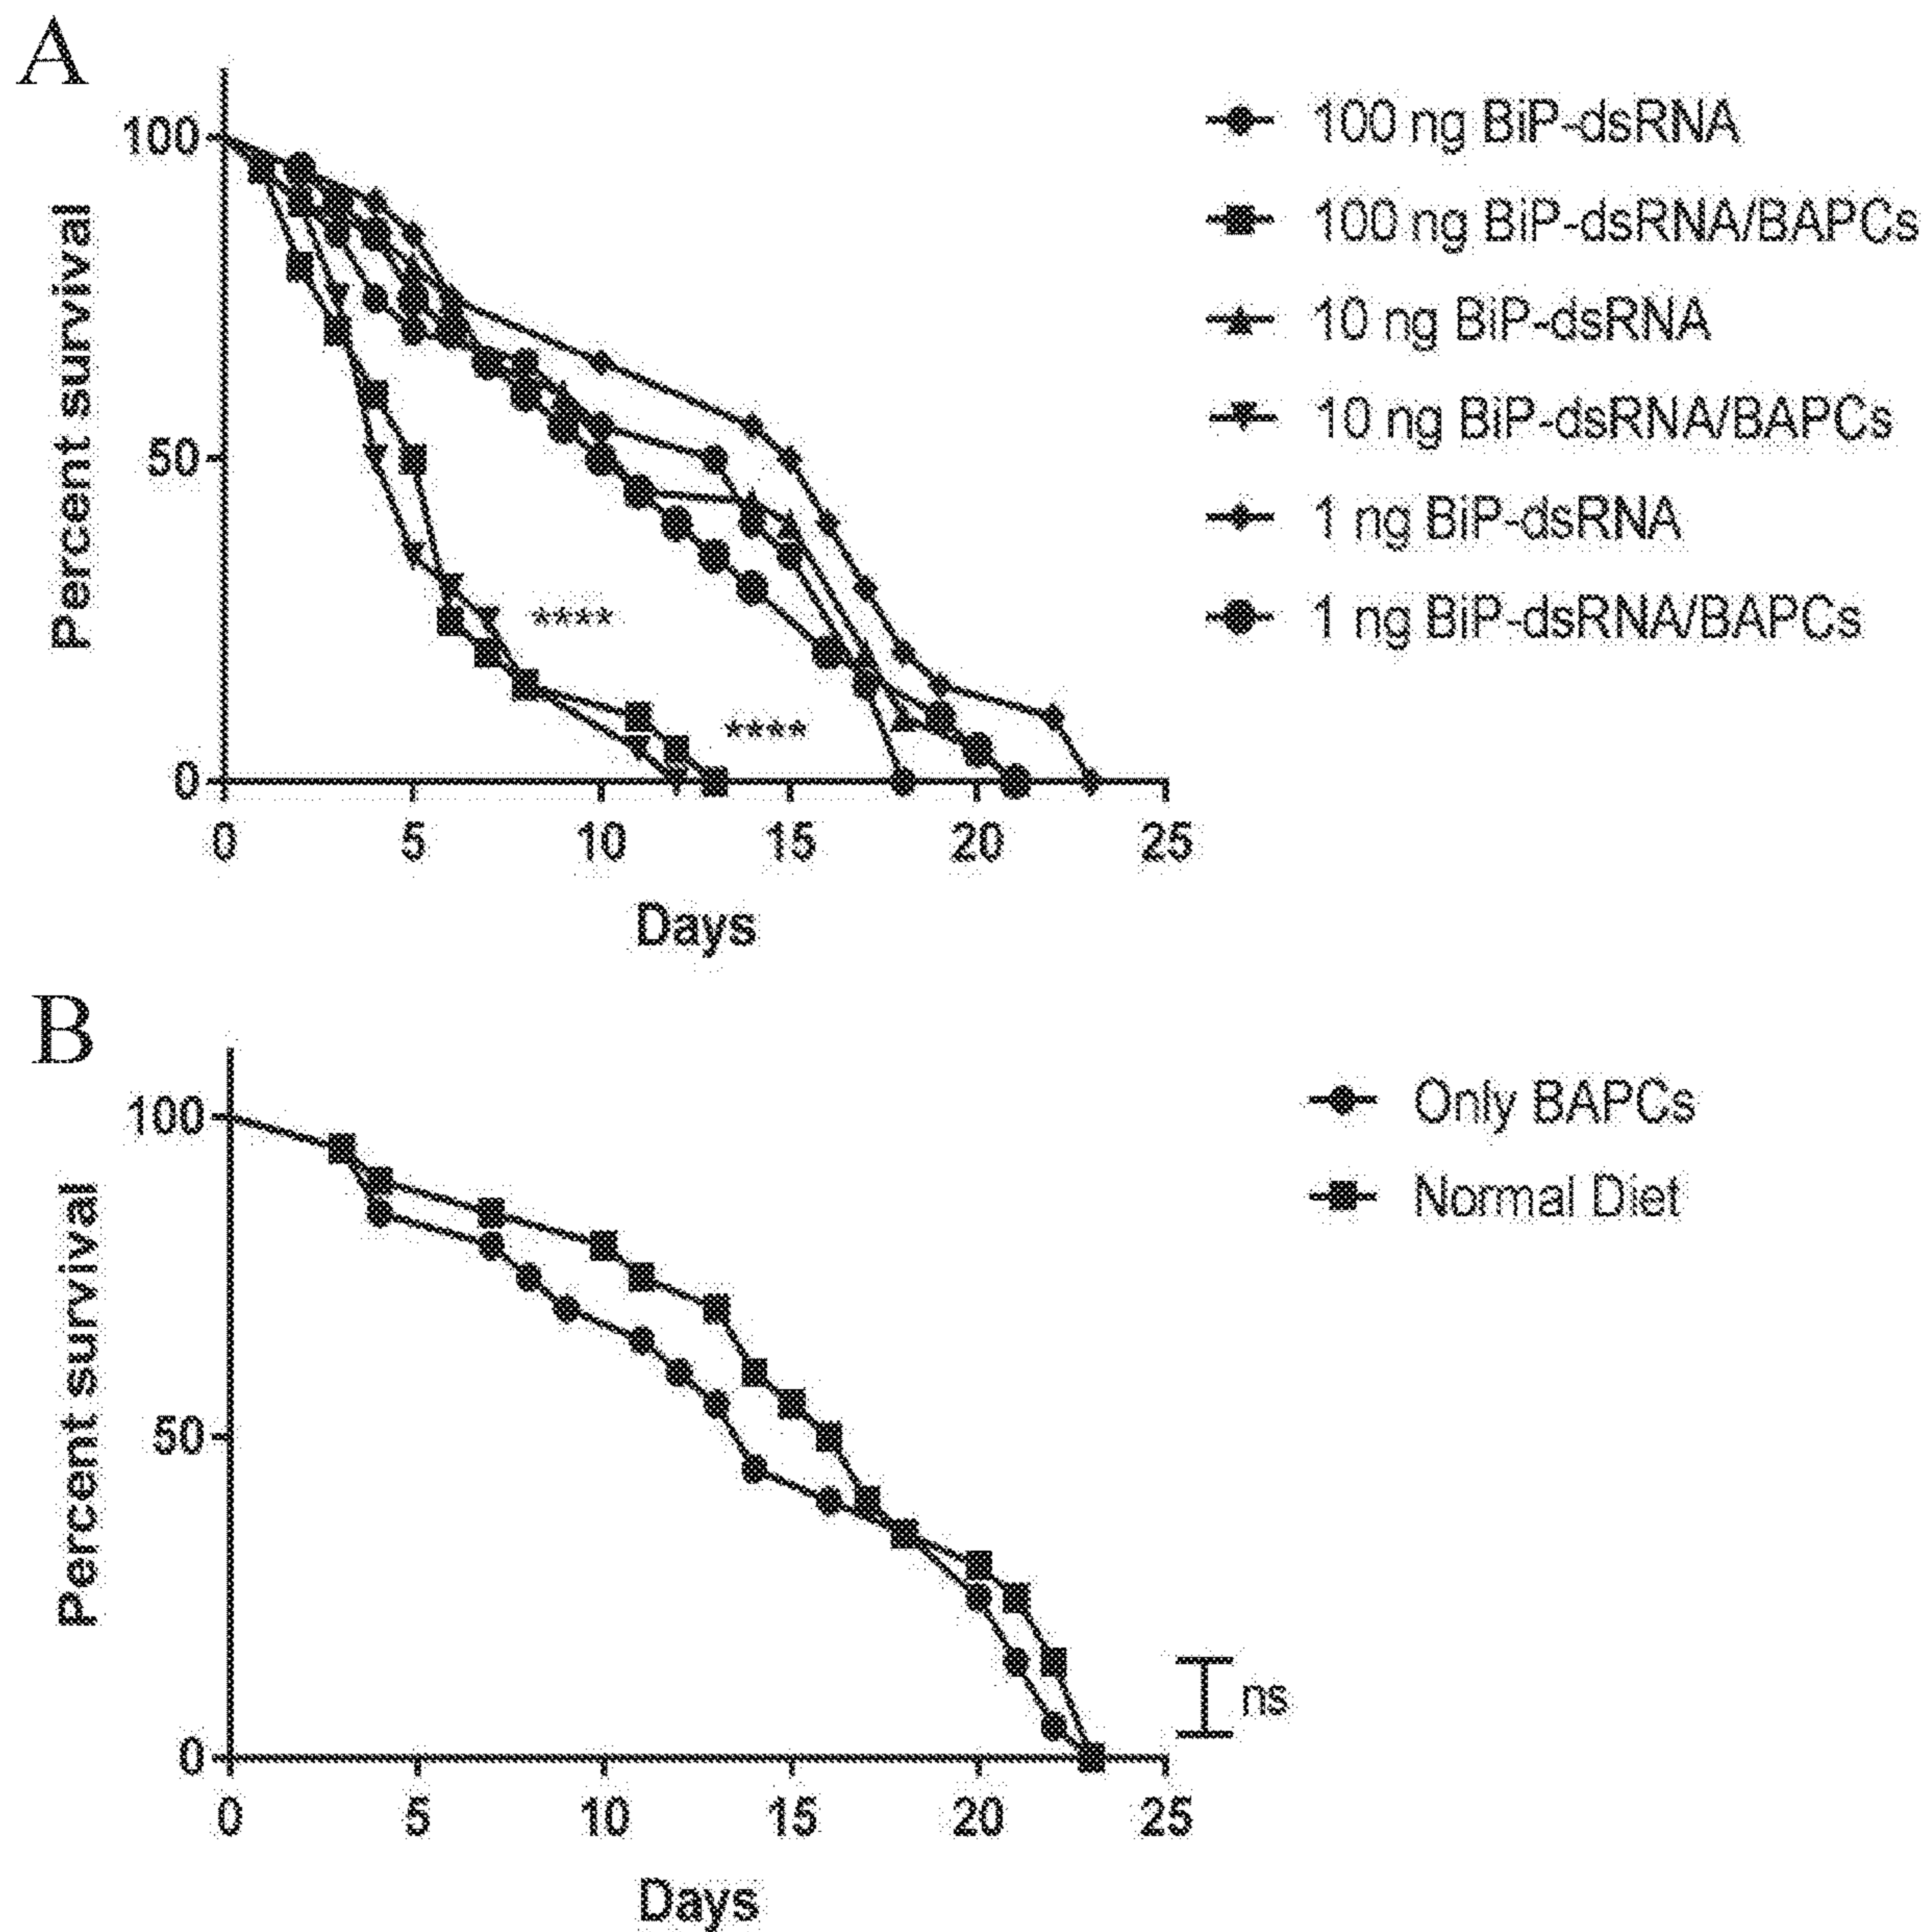 A
100
50
0
Percent survival
0 5 10 15 20 25
Days
100 ng BiP-dsRNA
100 ng BiP-dsRNA/BAPCs
10 ng BiP-dsRNA
10 ng BiP-dsRNA/BAPCs
1 ng BiP-dsRNA
1 ng BiP-dsRNA/BAPCs
****
****
B
100
50
0
Percent survival
0 5 10 15 20 25
Days
Only BAPCs
Normal Diet
ns